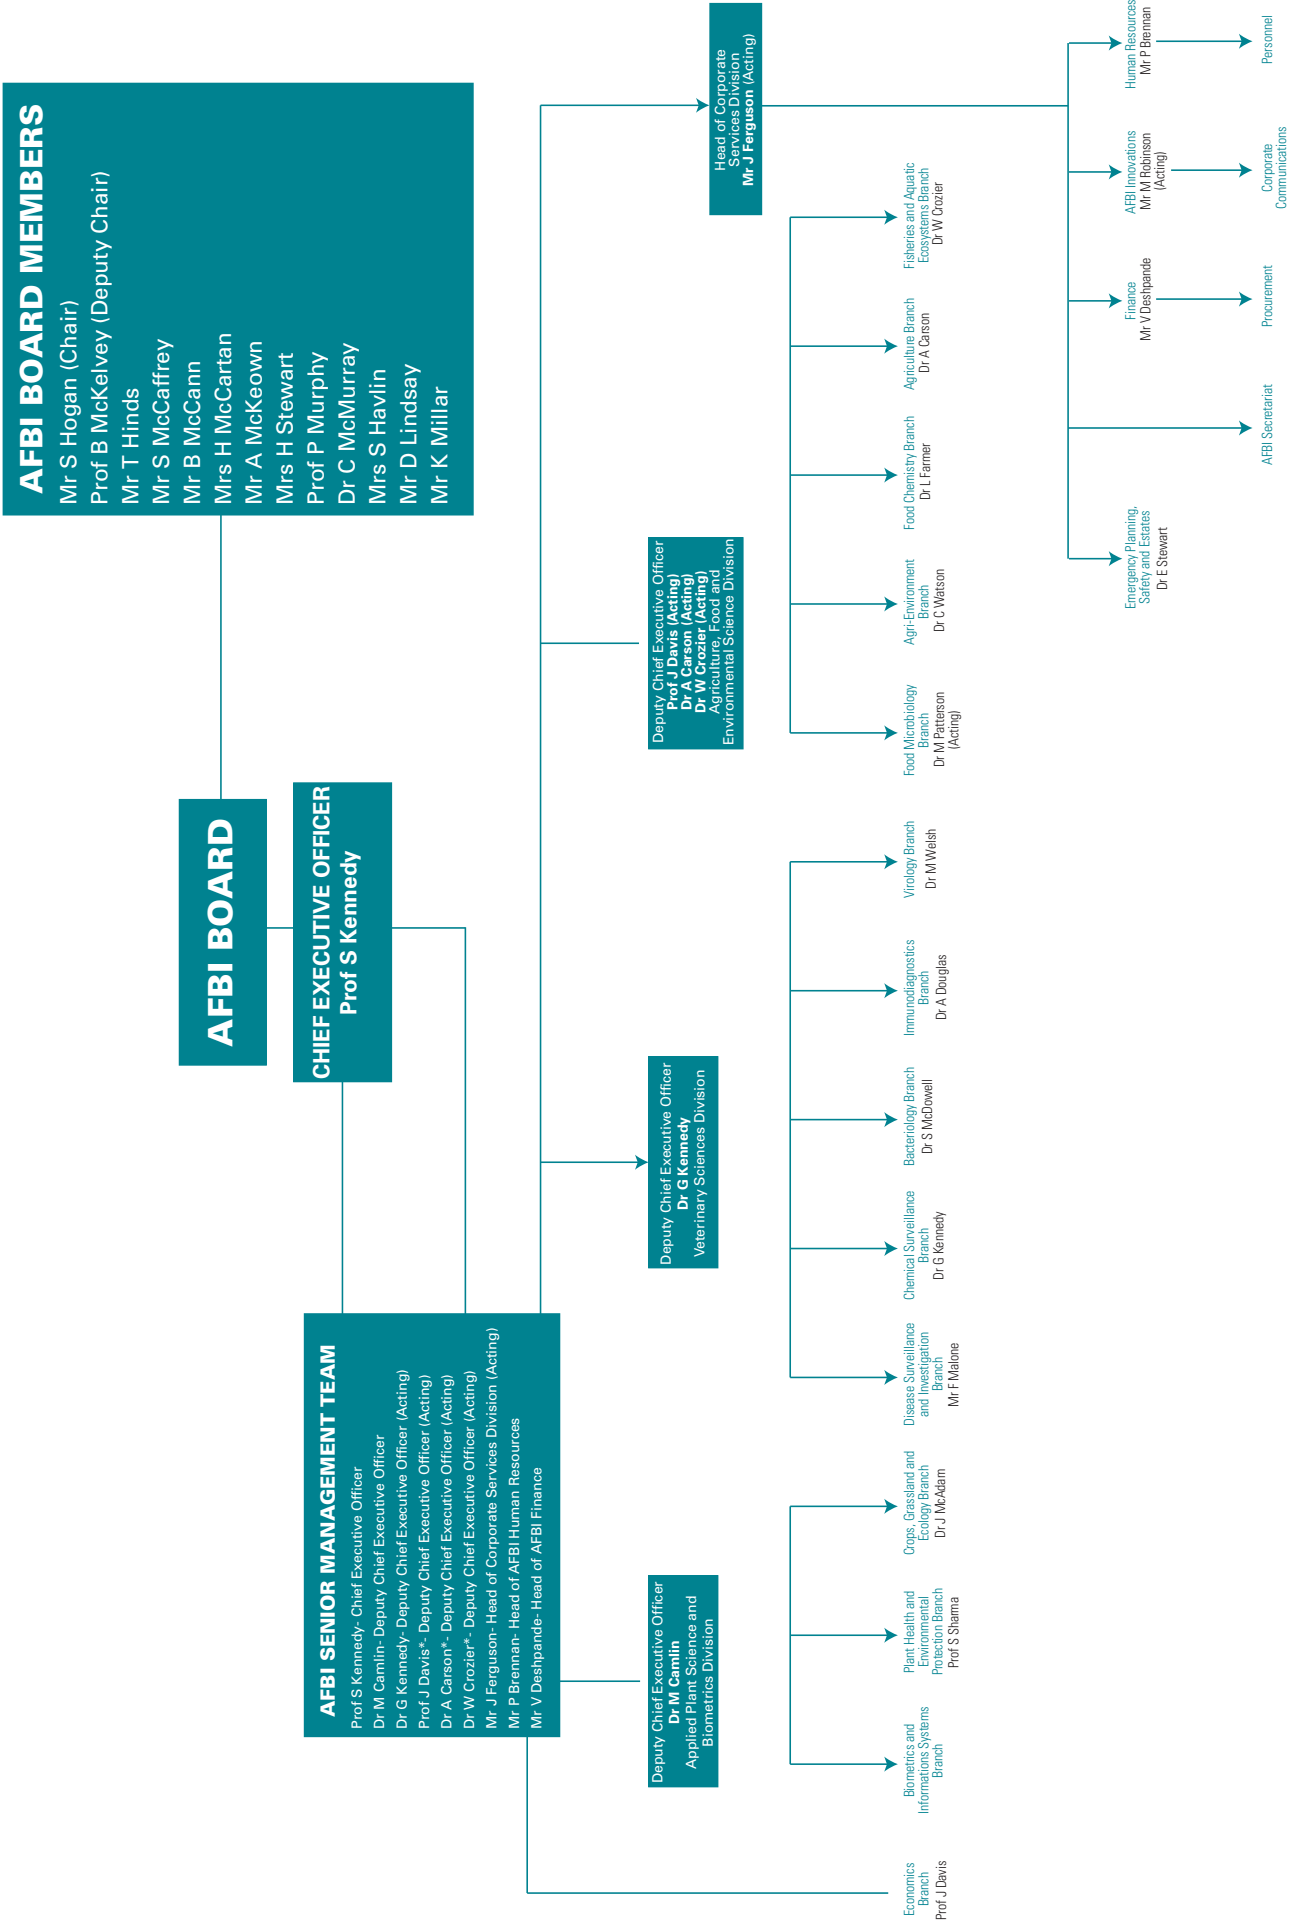 AFBI BOARD MEMBERS
Mr S Hogan (Chair)
Prof B McKelvey (Deputy Chair)
Mr T Hinds
Mr S McCaffrey
Mr B McCann
Mrs H McCartan
Mr A McKeown
Mrs H Stewart
Prof P Murphy
Dr C McMurray
Mrs S Havlin
Mr D Lindsay
Mr K Millar
AFBI BOARD
CHIEF EXECUTIVE OFFICER
Prof S Kennedy
AFBI SENIOR MANAGEMENT TEAM
Prof S Kennedy- Chief Executive Officer
Dr M Camlin- Deputy Chief Executive Officer
Dr G Kennedy- Deputy Chief Executive Officer (Acting)
Prof J Davis*- Deputy Chief Executive Officer (Acting)
Dr A Carson*- Deputy Chief Executive Officer (Acting)
Dr W Crozier*- Deputy Chief Executive Officer (Acting)
Mr J Ferguson- Head of Corporate Services Division (Acting)
Mr P Brennan- Head of AFBI Human Resources
Mr V Deshpande- Head of AFBI Finance
Deputy Chief Executive Officer
Dr M Camlin
Applied Plant Science and
Biometrics Division
Deputy Chief Executive Officer
Dr G Kennedy
Veterinary Sciences Division
Deputy Chief Executive Officer
Prof J Davis (Acting)
Dr A Carson (Acting)
Dr W Crozier (Acting)
Agriculture, Food and
Environmental Science Division
Head of Corporate
Services Division
Mr J Ferguson (Acting)
Economics
Branch
Prof J Davis
Biometrics and
Informations Systems
Branch
Plant Health and
Environmental
Protection Branch
Prof S Sharma
Crops, Grassland and
Ecology Branch
Dr J McAdam
Disease Surveillance
and Investigation
Branch
Mr F Malone
Chemical Surveillance
Branch
Dr G Kennedy
Bacteriology Branch
Dr S McDowell
Immunodiagnostics
Branch
Dr A Douglas
Virology Branch
Dr M Welsh
Food Microbiology
Branch
Dr M Patterson
(Acting)
Agri-Environment
Branch
Dr C Watson
Food Chemistry Branch
Dr L Farmer
Agriculture Branch
Dr A Carson
Fisheries and Aquatic
Ecosystems Branch
Dr W Crozier
Emergency Planning,
Safety and Estates
Dr E Stewart
AFBI Secretariat
Finance
Mr V Deshpande
Procurement
AFBI Innovations
Mr M Robinson
(Acting)
Corporate
Communications
Human Resources
Mr P Brennan
Personnel